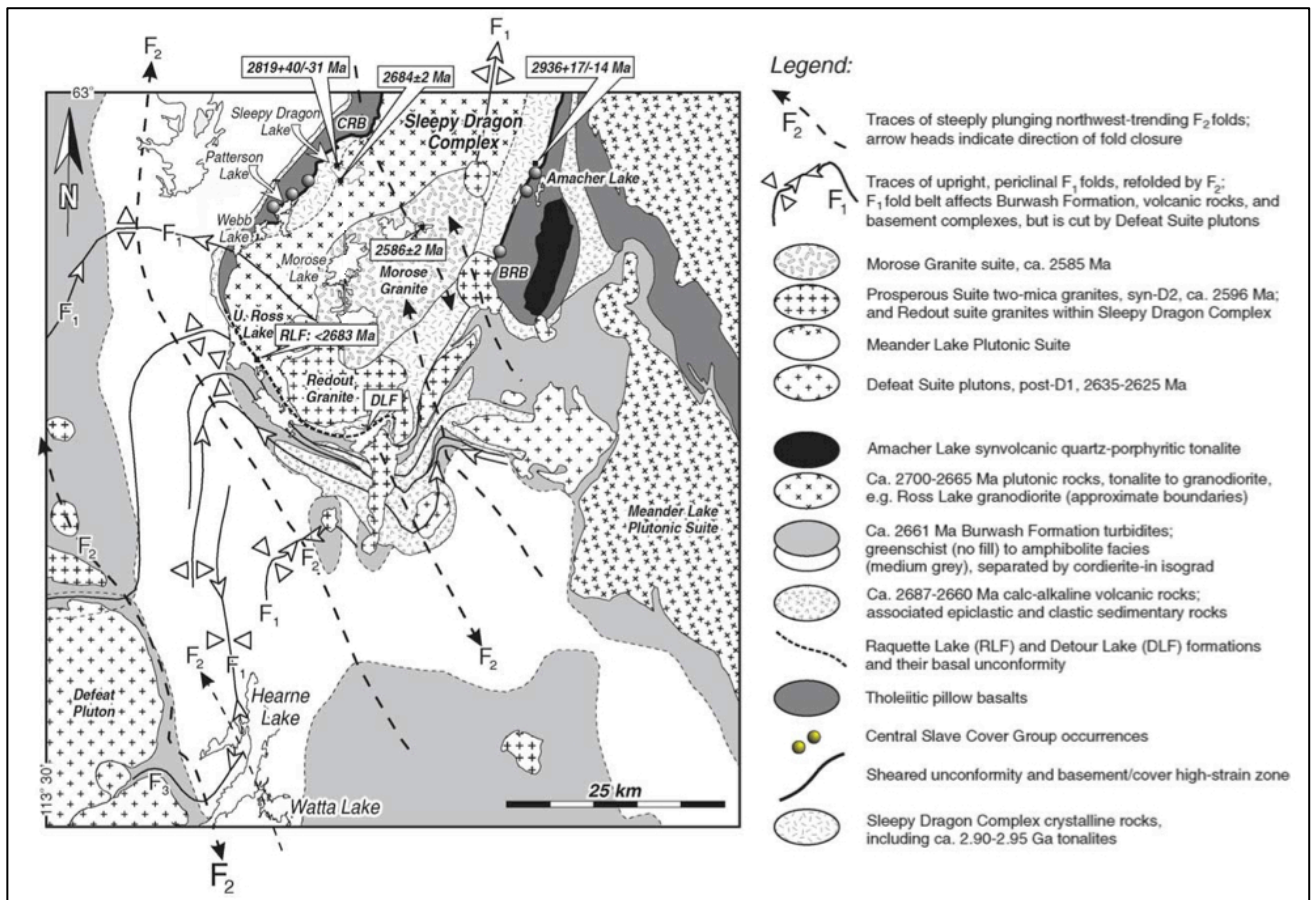 F2
F1
2819+40/-31 Ma
2684±2 Ma
2936+17/-14 Ma
63°
Sleepy Dragon
Lake
CRB
Sleepy Dragon
Complex
Patterson
Lake
N
Amacher Lake
Webb
Lake
F1
2586±2 Ma
Morose
Lake
Morose
Granite
BRB
F1
U. Ross
Lake
RLF: <2683 Ma
Redout
Granite
DLF
Meander Lake
Plutonic Suite
F2
F2
F1
F2
F2
F1
Hearne
Lake
Defeat
Pluton
F3
Watta Lake
25 km
113° 30'
F2
Legend:
F2
Traces of steeply plunging northwest-trending F2 folds;
arrow heads indicate direction of fold closure
F1
Traces of upright, periclinal F1 folds, refolded by F2;
F1 fold belt affects Burwash Formation, volcanic rocks, and
basement complexes, but is cut by Defeat Suite plutons
Morose Granite suite, ca. 2585 Ma
Prosperous Suite two-mica granites, syn-D2, ca. 2596 Ma;
and Redout suite granites within Sleepy Dragon Complex
Meander Lake Plutonic Suite
Defeat Suite plutons, post-D1, 2635-2625 Ma
Amacher Lake synvolcanic quartz-porphyritic tonalite
Ca. 2700-2665 Ma plutonic rocks, tonalite to granodiorite,
e.g. Ross Lake granodiorite (approximate boundaries)
Ca. 2661 Ma Burwash Formation turbidites;
greenschist (no fill) to amphibolite facies
(medium grey), separated by cordierite-in isograd
Ca. 2687-2660 Ma calc-alkaline volcanic rocks;
associated epiclastic and clastic sedimentary rocks
Raquette Lake (RLF) and Detour Lake (DLF) formations
and their basal unconformity
Tholeiitic pillow basalts
Central Slave Cover Group occurrences
Sheared unconformity and basement/cover high-strain zone
Sleepy Dragon Complex crystalline rocks,
including ca. 2.90-2.95 Ga tonalites